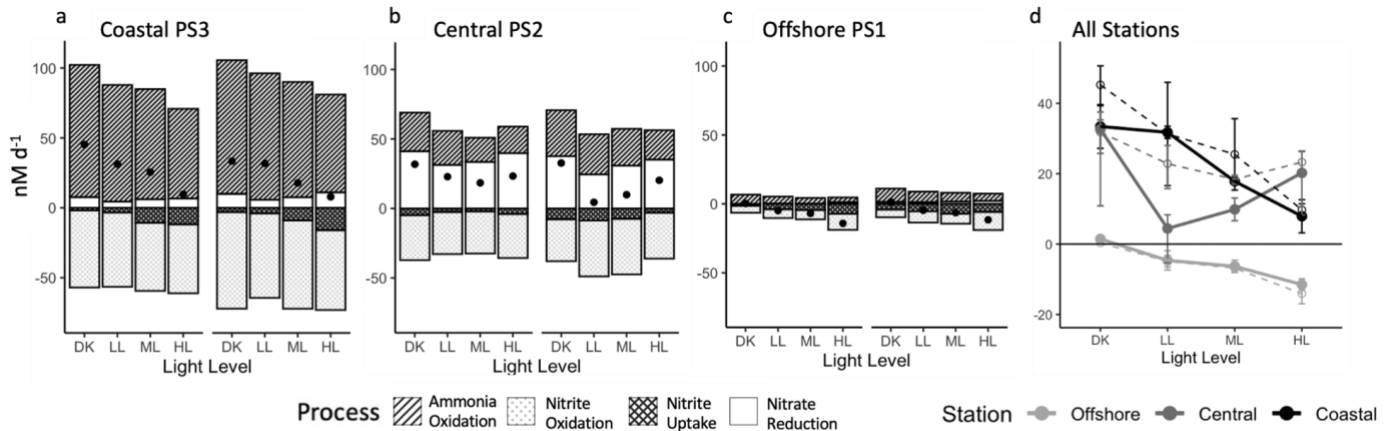 a Coastal PS3
b Central PS2
c Offshore PS1
d All Stations
nM d-1
100
50
0
-50
DK LL ML HL DK LL ML HL
Light Level
100
50
0
-50
DK LL ML HL DK LL ML HL
Light Level
100
50
0
-50
DK LL ML HL DK LL ML HL
Light Level
40
20
0
-20
DK LL ML HL
Light Level
Process
Ammonia
Oxidation
Nitrite
Oxidation
Nitrite
Uptake
Nitrate
Reduction
Station Offshore Central Coastal